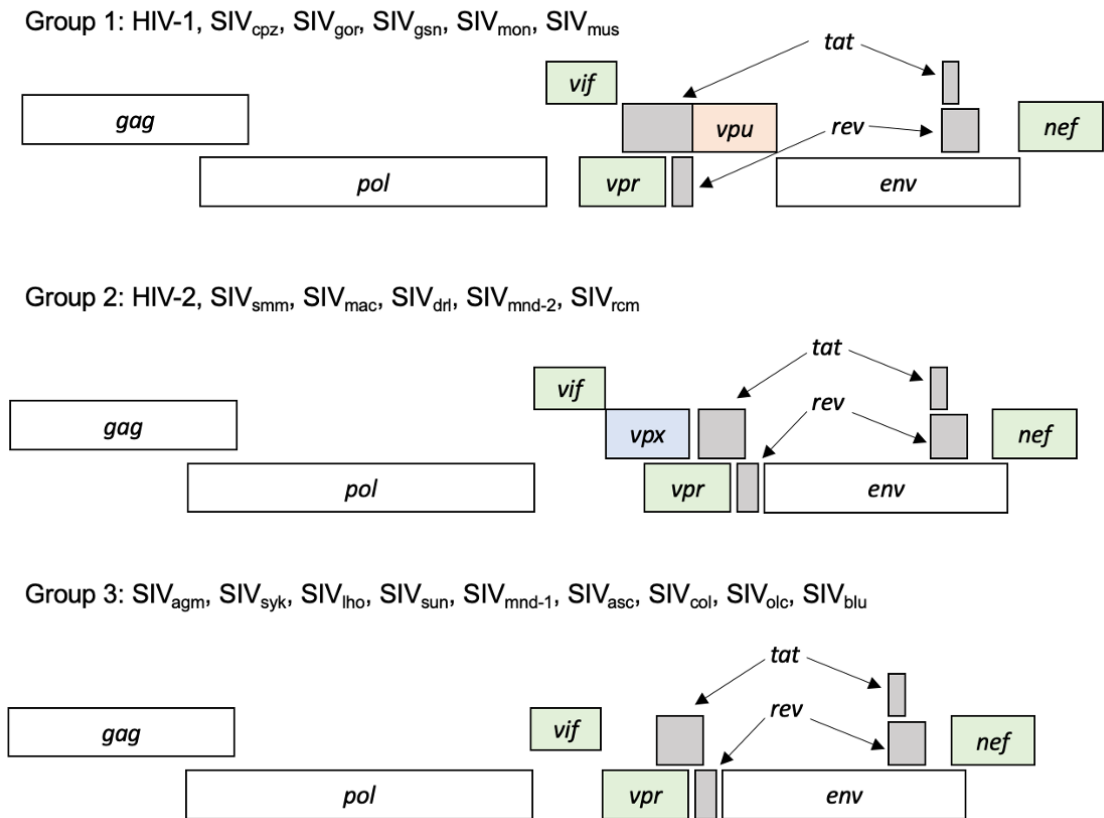 Group 1: HIV-1, SIVcpz, SIVgor, SIVgsn, SIVmon, SIVmus
tat
vif
gag
vpu
rev
nef
pol
vpr
env
Group 2: HIV-2, SIVsmm, SIVmac, SIVdrl, SIVmnd-2, SIVrcm
tat
vif
rev
gag
vpx
nef
pol
vpr
env
Group 3: SIVagm, SIVsyk, SIVlho, SIVsun, SIVmnd-1, SIVasc, SIVcol, SIVolc, SIVblu
tat
rev
gag
vif
nef
pol
vpr
env